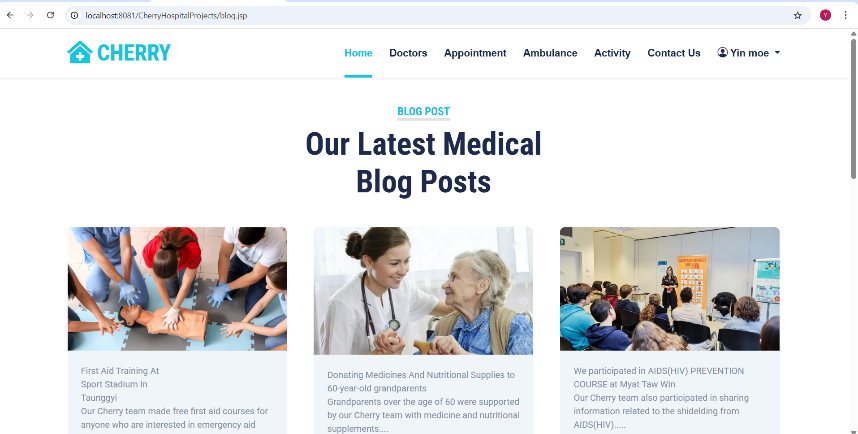 localhost:8081/CherryHospitalProjects/blog.jsp
Y
CHERRY
Home Doctors Appointment Ambulance Activity Contact Us Yin moe
BLOG POST
Our Latest Medical
Blog Posts
First Aid Training At
Sport Stadium In
Taunggyi
Our Cherry team made free first aid courses for
anyone who are interested in emergency aid
Donating Medicines And Nutritional Supplies to
60-year-old grandparents
Grandparents over the age of 60 were supported
by our Cherry team with medicine and nutritional
supplements....
We participated in AIDS(HIV) PREVENTION
COURSE at Myat Taw Win
Our Cherry team also participated in sharing
information related to the shidelding from
AIDS(HIV).....